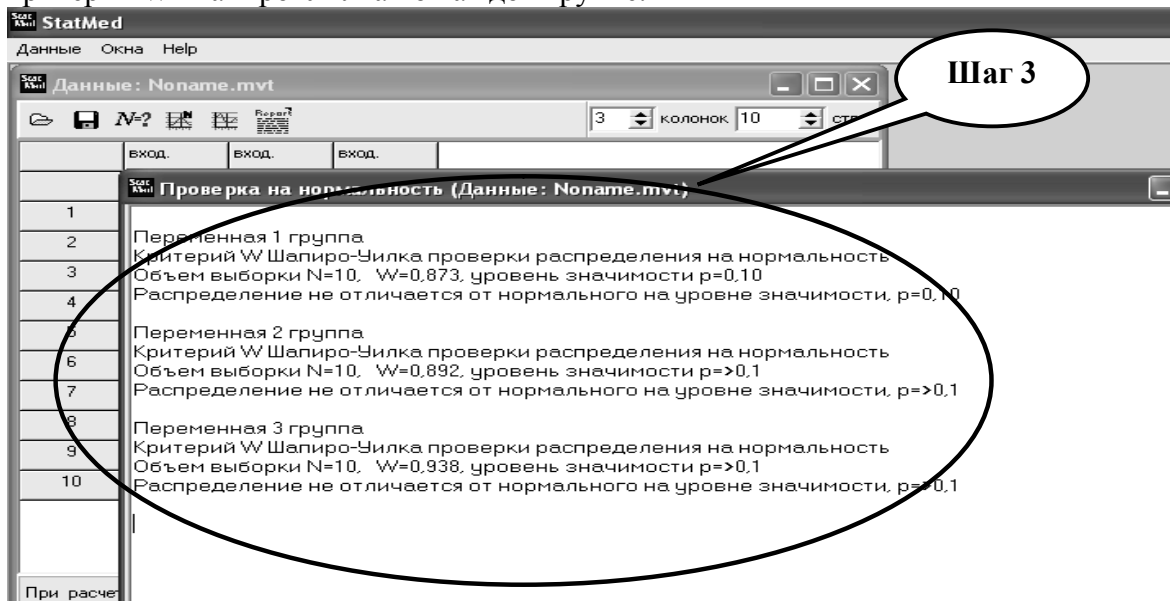 StatMed
Данные Окна Help
Данные: Noname.mvt
Шаг 3
N=? Report 3 колонок 10
вход. вход. вход.
Проверка на нормальность (Данные: Noname.mvt)
1
2
3
4
5
6
7
8
9
10
Переменная 1 группа
Критерий W Шапиро-Уилка проверки распределения на нормальность
Объем выборки N=10, W=0,873, уровень значимости p=0,10
Распределение не отличается от нормального на уровне значимости, p=0,10
Переменная 2 группа
Критерий W Шапиро-Уилка проверки распределения на нормальность
Объем выборки N=10, W=0,892, уровень значимости p=>0,1
Распределение не отличается от нормального на уровне значимости, p=>0,1
Переменная 3 группа
Критерий W Шапиро-Уилка проверки распределения на нормальность
Объем выборки N=10, W=0,938, уровень значимости p=>0,1
Распределение не отличается от нормального на уровне значимости, p=>0,1
При расчет